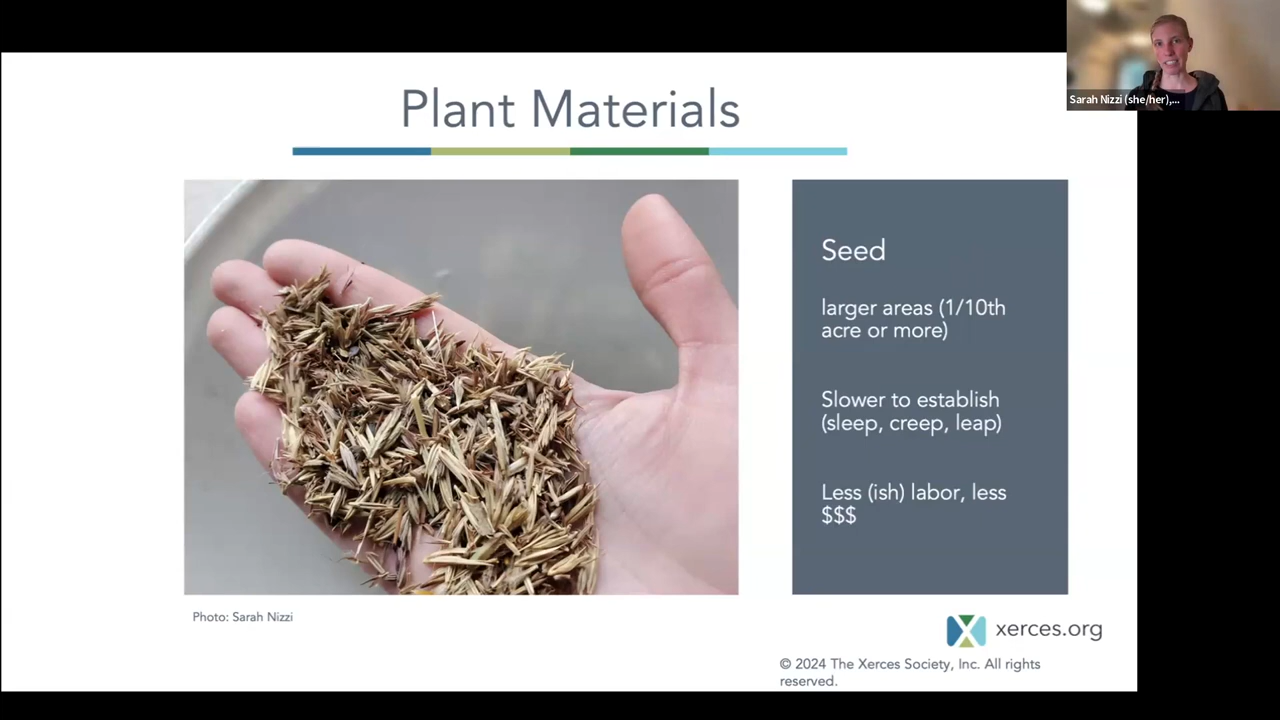 Plant Materials
Sarah Nizzi (she/her),...
Seed
larger areas (1/10th
acre or more)
Slower to establish
(sleep, creep, leap)
Less (ish) labor, less
$$$
Photo: Sarah Nizzi
xerces.org
© 2024 The Xerces Society, Inc. All rights
reserved.